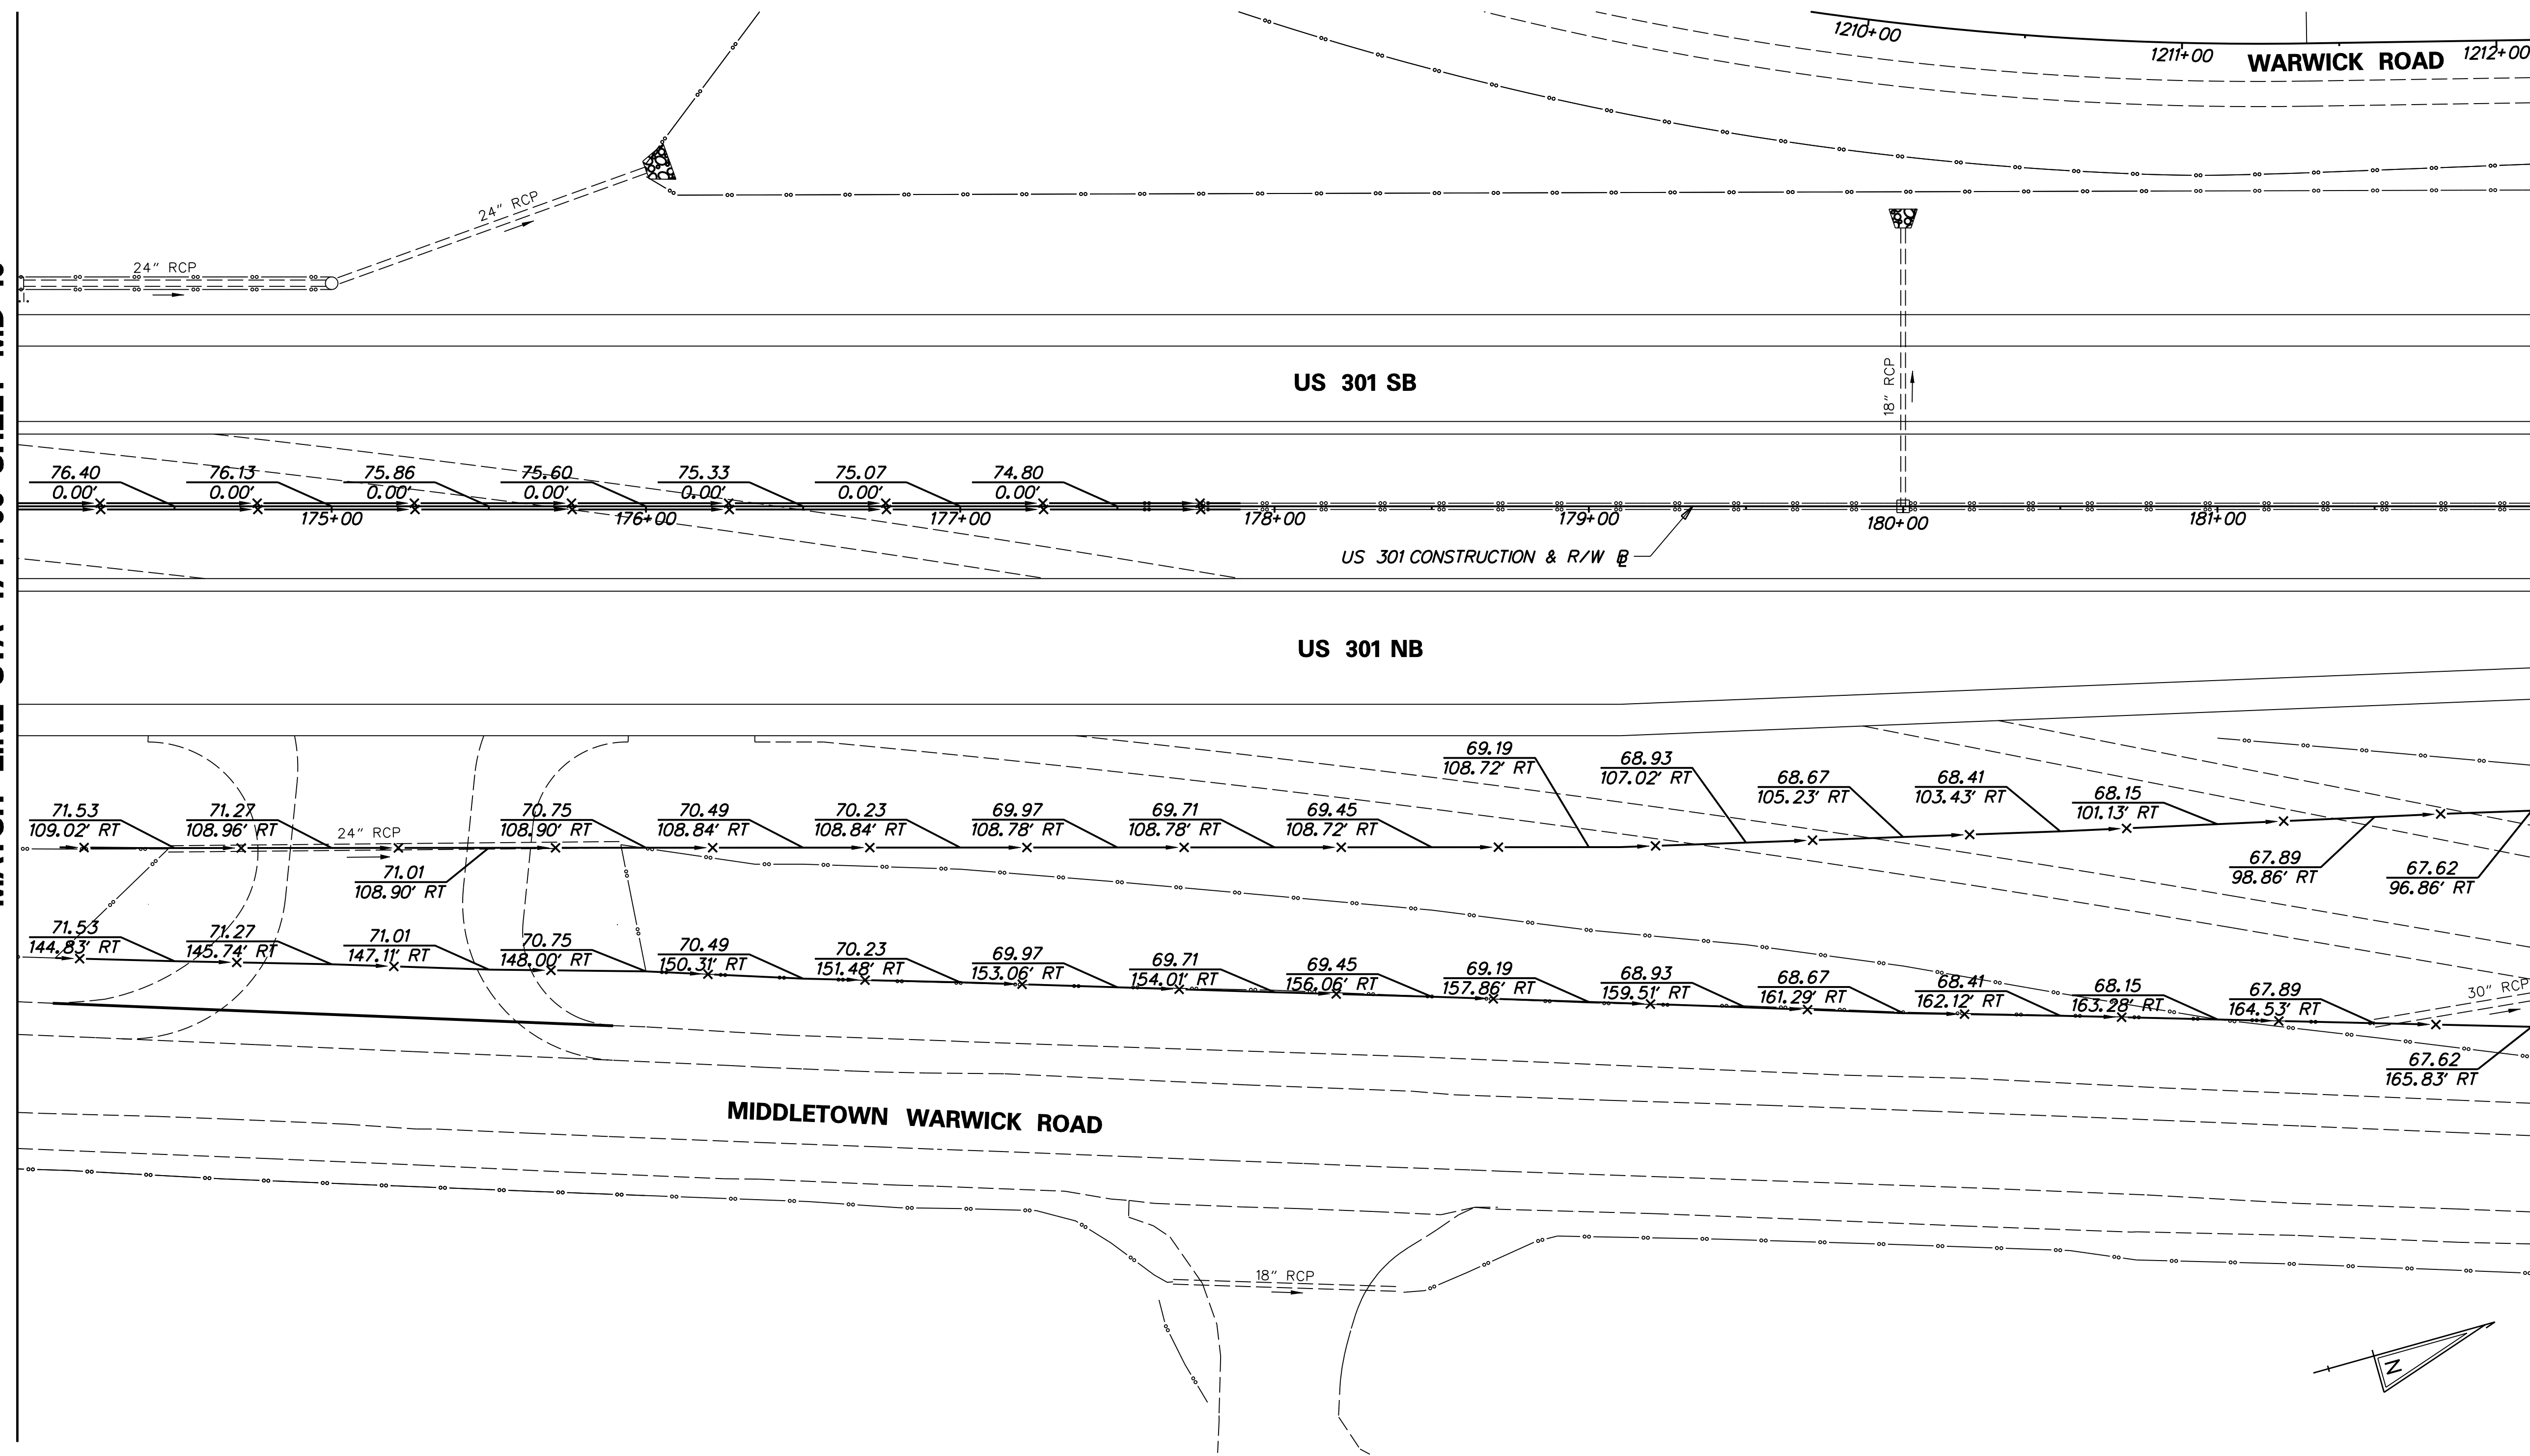 1210+00
1211+00
WARWICK ROAD
1212+00
24" RCP
24" RCP
18" RCP
US 301 SB
76.40
0.00'
76.13
0.00'
75.86
0.00'
75.60
0.00'
75.33
0.00'
75.07
0.00'
74.80
0.00'
175+00
176+00
177+00
178+00
179+00
180+00
181+00
US 301 CONSTRUCTION & R/W BL
US 301 NB
69.19
108.72' RT
68.93
107.02' RT
68.67
105.23' RT
68.41
103.43' RT
68.15
101.13' RT
71.53
109.02' RT
71.27
108.96' RT
24" RCP
70.75
108.90' RT
70.49
108.84' RT
70.23
108.84' RT
69.97
108.78' RT
69.71
108.78' RT
69.45
108.72' RT
71.01
108.90' RT
67.89
98.86' RT
67.62
96.86' RT
71.53
144.83' RT
71.27
145.74' RT
71.01
147.11' RT
70.75
148.00' RT
70.49
150.31' RT
70.23
151.48' RT
69.97
153.06' RT
69.71
154.01' RT
69.45
156.06' RT
69.19
157.86' RT
68.93
159.51' RT
68.67
161.29' RT
68.41
162.12' RT
68.15
163.28' RT
67.89
164.53' RT
30" RCP
67.62
165.83' RT
MIDDLETOWN WARWICK ROAD
18" RCP
N